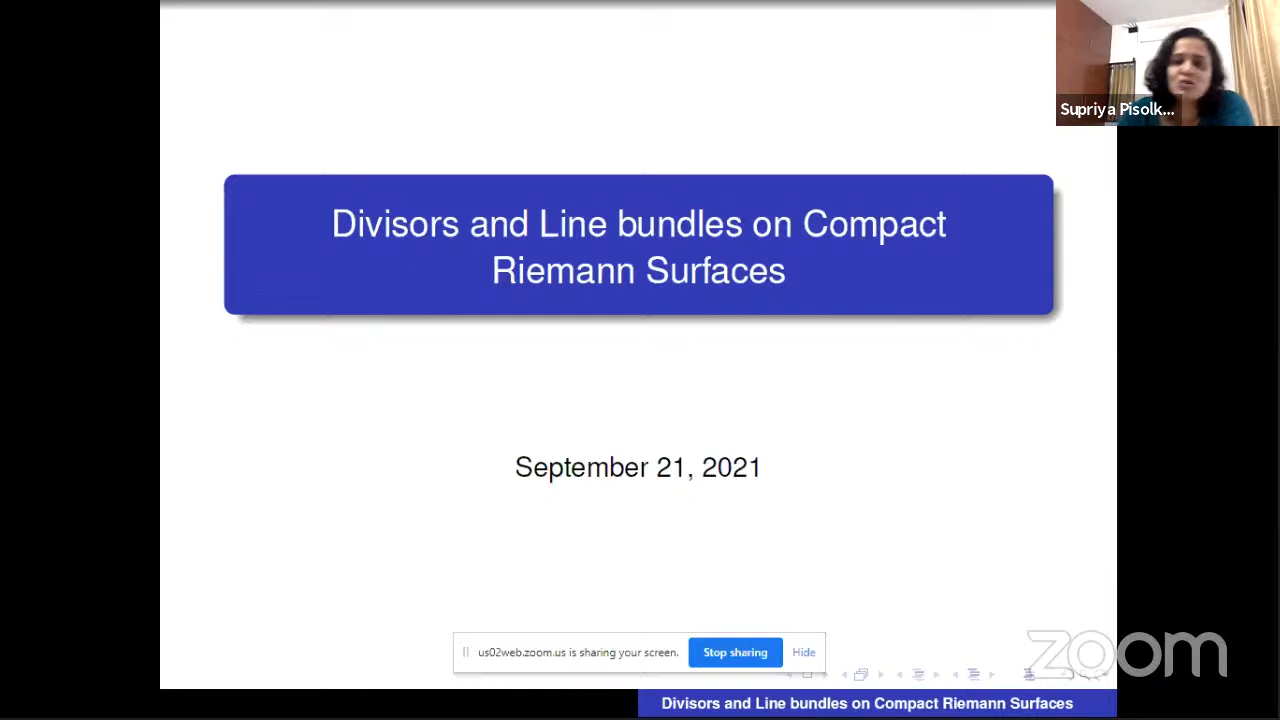 Supriya Pisolk...
Divisors and Line bundles on Compact
Riemann Surfaces
September 21, 2021
us02web.zoom.us is sharing your screen. Stop sharing Hide
zoom
Divisors and Line bundles on Compact Riemann Surfaces